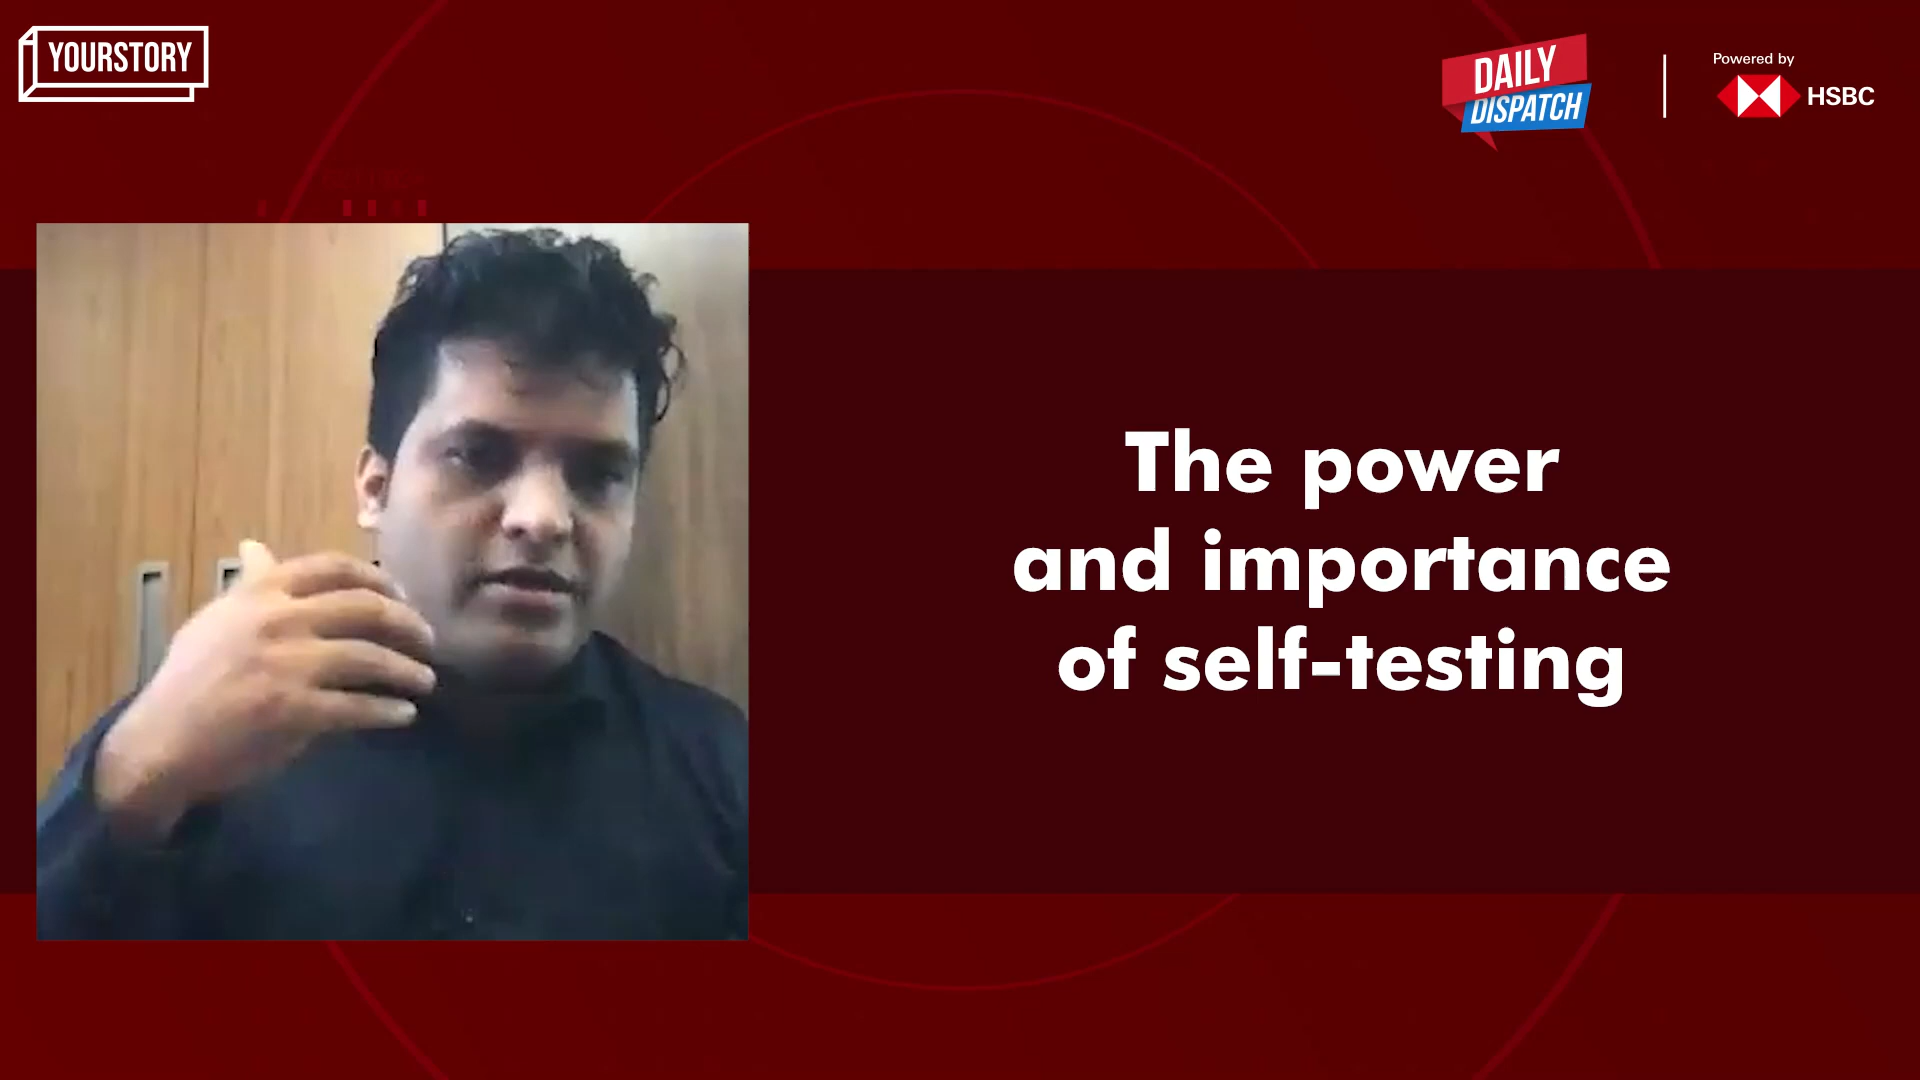 YOURSTORY
DAILY
DISPATCH
Powered by
HSBC
The power
and importance
of self-testing